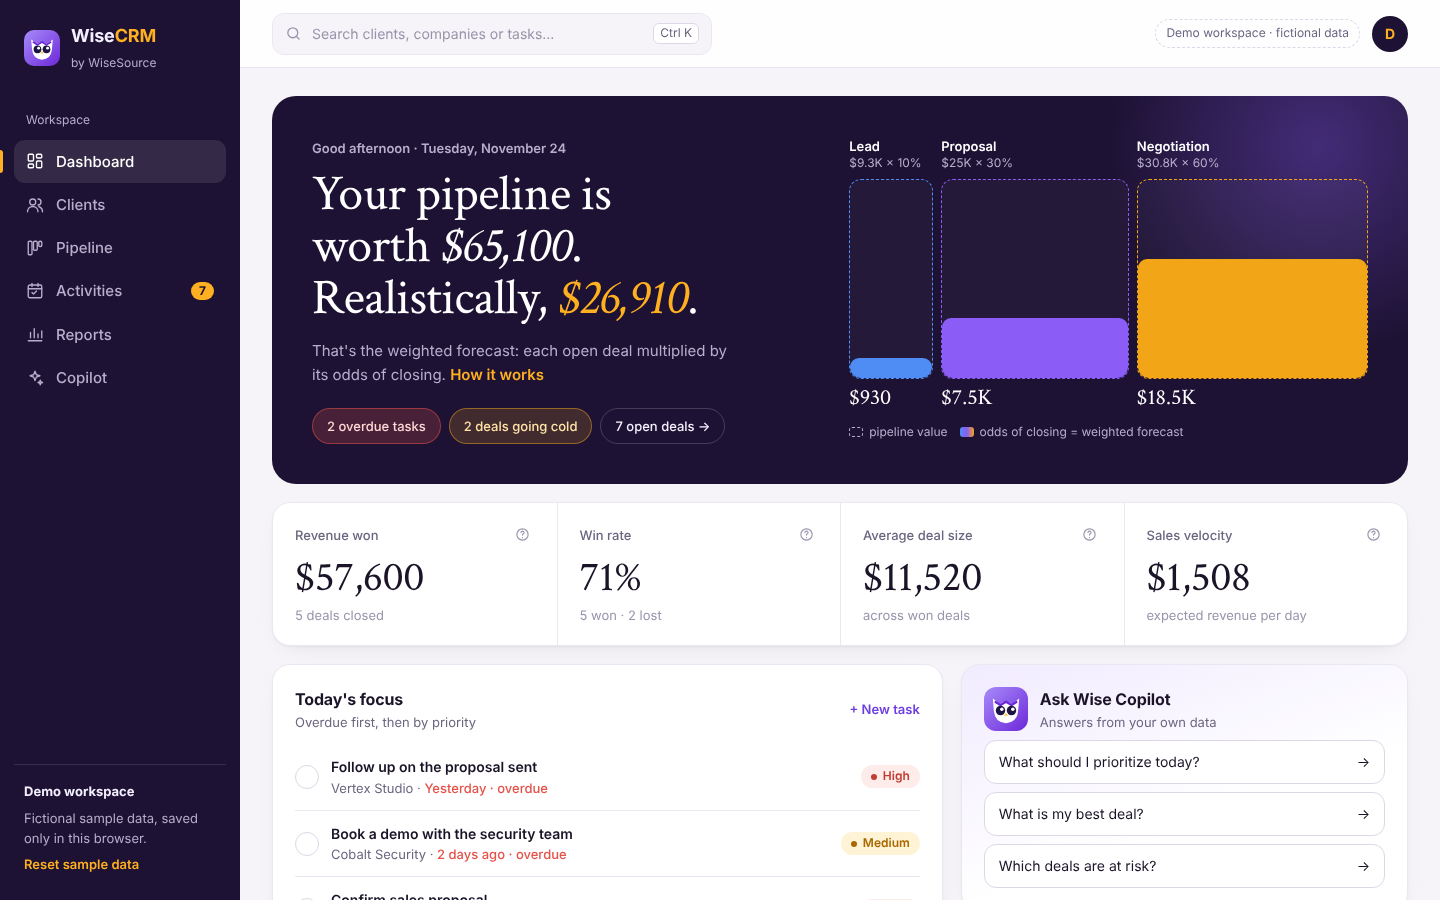 WiseCRM
by WiseSource
Workspace
Dashboard
Clients
Pipeline
Activities
7
Reports
Copilot
Demo workspace
Fictional sample data, saved
only in this browser.
Reset sample data
Search clients, companies or tasks...
Ctrl K
Demo workspace · fictional data
D
Good afternoon · Tuesday, November 24
Your pipeline is
worth $65,100.
Realistically, $26,910.
That's the weighted forecast: each open deal multiplied by
its odds of closing. How it works
2 overdue tasks
2 deals going cold
7 open deals →
Lead
$9.3K × 10%
Proposal
$25K × 30%
Negotiation
$30.8K × 60%
$930
$7.5K
$18.5K
pipeline value
odds of closing = weighted forecast
Revenue won
$57,600
5 deals closed
Win rate
71%
5 won · 2 lost
Average deal size
$11,520
across won deals
Sales velocity
$1,508
expected revenue per day
Today's focus
Overdue first, then by priority
+ New task
Follow up on the proposal sent
Vertex Studio · Yesterday · overdue
High
Book a demo with the security team
Cobalt Security · 2 days ago · overdue
Medium
Confirm sales proposal
Ask Wise Copilot
Answers from your own data
What should I prioritize today? →
What is my best deal? →
Which deals are at risk? →